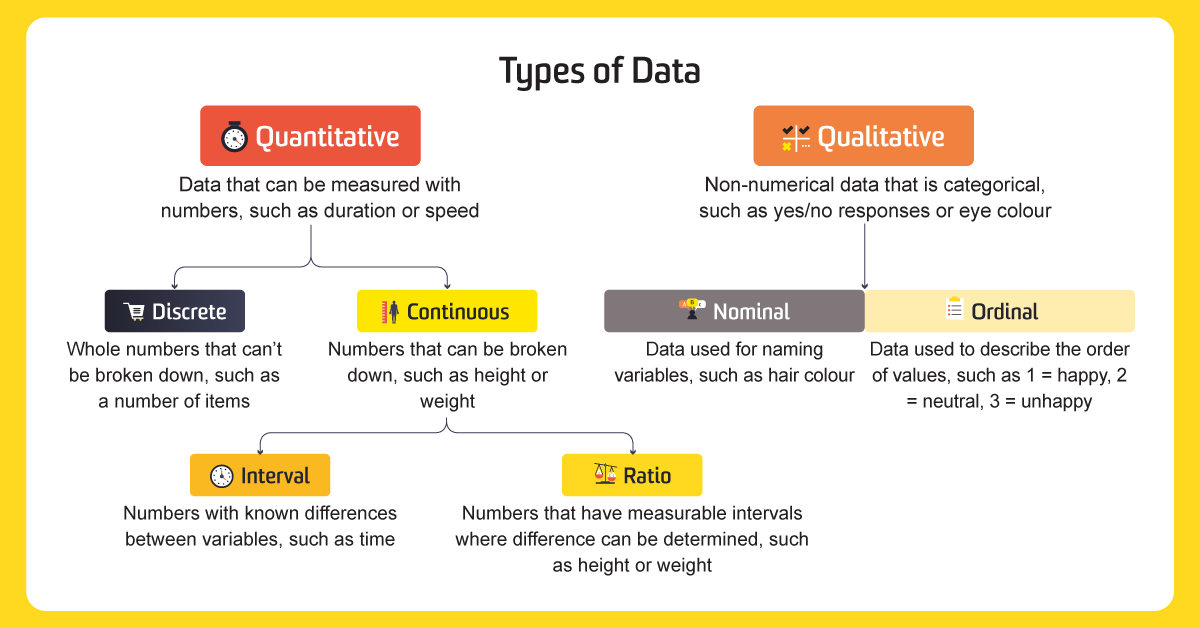 Types of Data
Quantitative
Data that can be measured with
numbers, such as duration or speed
Qualitative
Non-numerical data that is categorical,
such as yes/no responses or eye colour
Discrete
Whole numbers that can't
be broken down, such as
a number of items
Continuous
Numbers that can be broken
down, such as height or
weight
Nominal
Data used for naming
variables, such as hair colour
Ordinal
Data used to describe the order
of values, such as 1 = happy, 2
= neutral, 3 = unhappy
Interval
Numbers with known differences
between variables, such as time
Ratio
Numbers that have measurable intervals
where difference can be determined, such
as height or weight